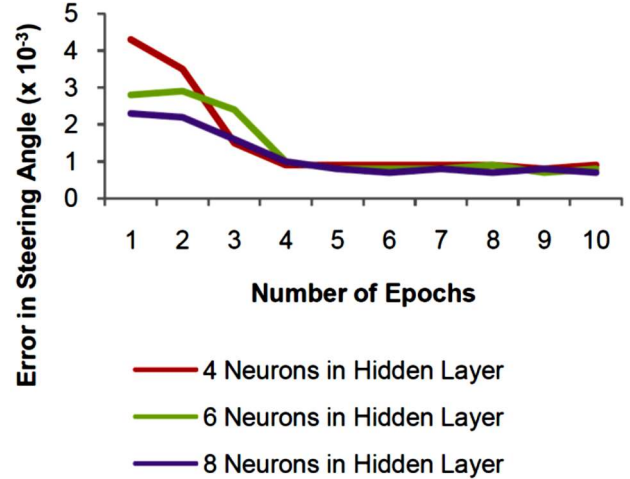 Error in Steering Angle (x 10⁻³)
5
4
3
2
1
0
1 2 3 4 5 6 7 8 9 10
Number of Epochs
4 Neurons in Hidden Layer
6 Neurons in Hidden Layer
8 Neurons in Hidden Layer